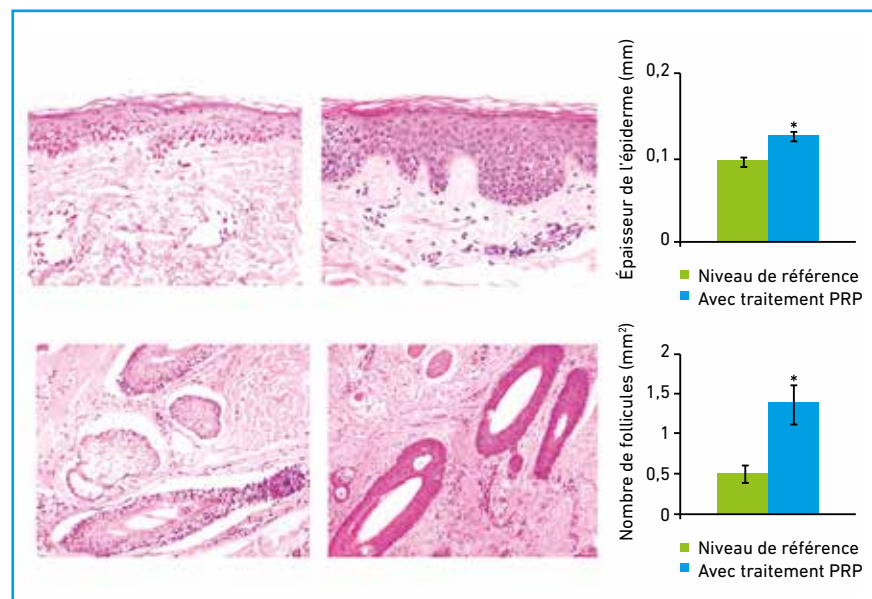 Épaisseur de l'épiderme (mm)
0,2
0,1
0
*
Niveau de référence
Avec traitement PRP
Nombre de follicules (mm²)
2
1,5
1
0,5
0
*
Niveau de référence
Avec traitement PRP